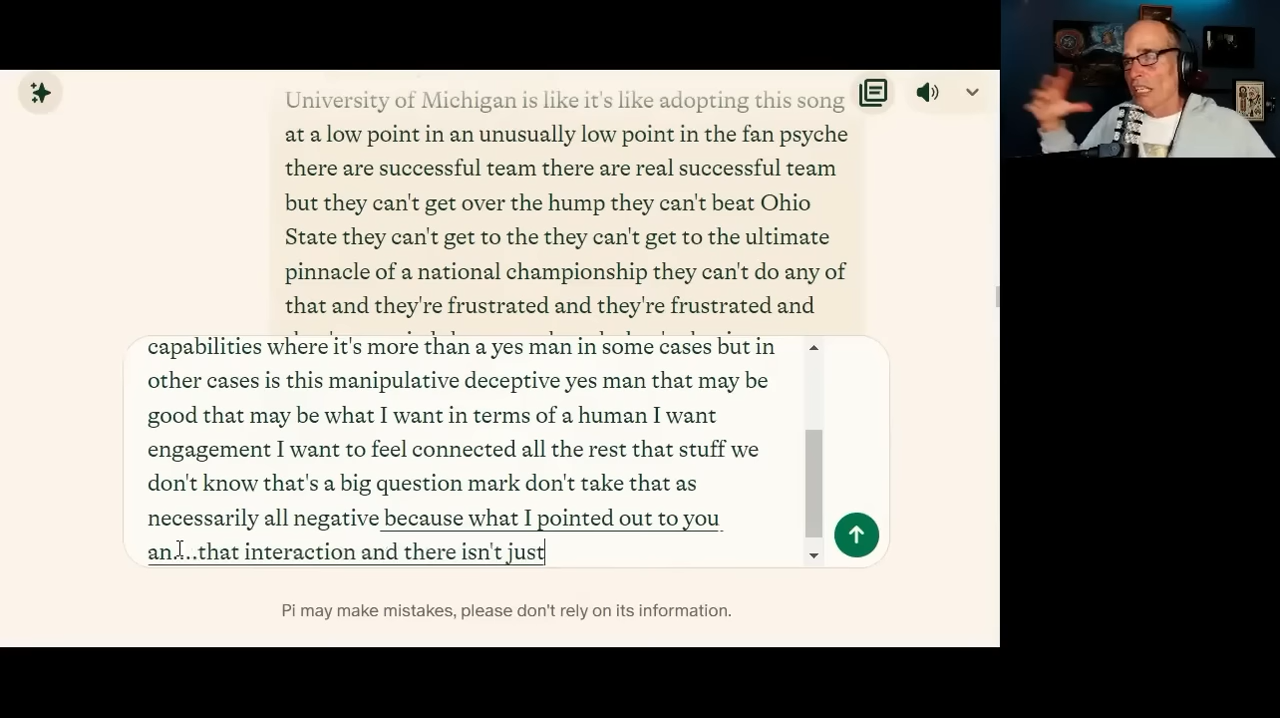 University of Michigan is like it's like adopting this song
at a low point in an unusually low point in the fan psyche
there are successful team there are real successful team
but they can't get over the hump they can't beat Ohio
State they can't get to the they can't get to the ultimate
pinnacle of a national championship they can't do any of
that and they're frustrated and they're frustrated and
capabilities where it's more than a yes man in some cases but in
other cases is this manipulative deceptive yes man that may be
good that may be what I want in terms of a human I want
engagement I want to feel connected all the rest that stuff we
don't know that's a big question mark don't take that as
necessarily all negative because what I pointed out to you
an...that interaction and there isn't just
Pi may make mistakes, please don't rely on its information.